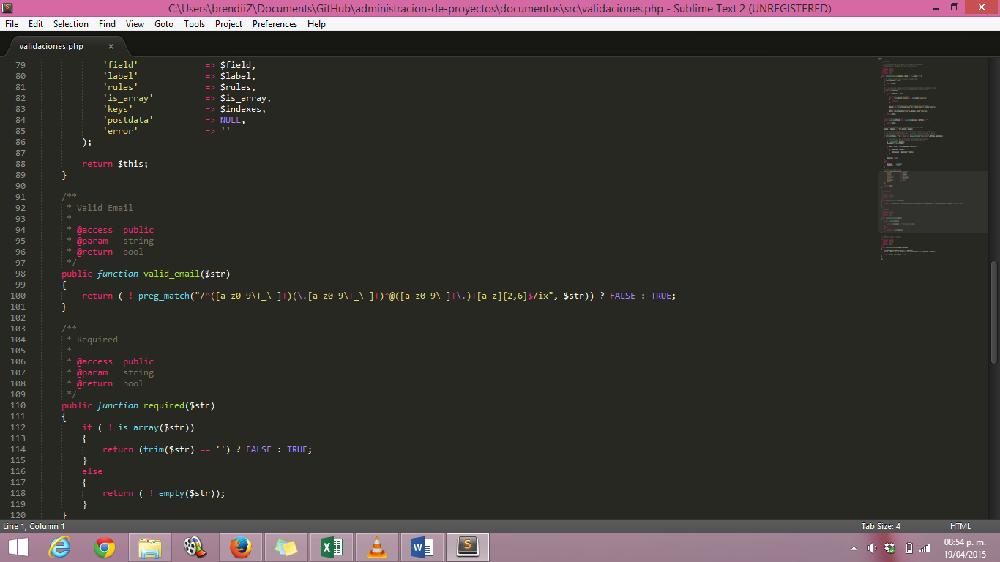 C:\Users\brendiiZ\Documents\GitHub\administracion-de-proyectos\documentos\src\validaciones.php - Sublime Text 2 (UNREGISTERED)
File Edit Selection Find View Goto Tools Project Preferences Help
validaciones.php ×
79 'field' => $field,
80 'label' => $label,
81 'rules' => $rules,
82 'is_array' => $is_array,
83 'keys' => $indexes,
84 'postdata' => NULL,
85 'error' => ''
86 );
87
88 return $this;
89 }
90
91 /**
92 * Valid Email
93 *
94 * @access public
95 * @param string
96 * @return bool
97 */
98 public function valid_email($str)
99 {
100 return ( ! preg_match("/^([a-z0-9\+_\-]+)(\.[a-z0-9\+_\-]+)*@([a-z0-9\-]+\.)+[a-z]{2,6}$/ix", $str)) ? FALSE : TRUE;
101 }
102
103 /**
104 * Required
105 *
106 * @access public
107 * @param string
108 * @return bool
109 */
110 public function required($str)
111 {
112 if ( ! is_array($str))
113 {
114 return (trim($str) == '') ? FALSE : TRUE;
115 }
116 else
117 {
118 return ( ! empty($str));
119 }
120 }
Line 1, Column 1 Tab Size: 4 HTML
08:54 p. m.
19/04/2015